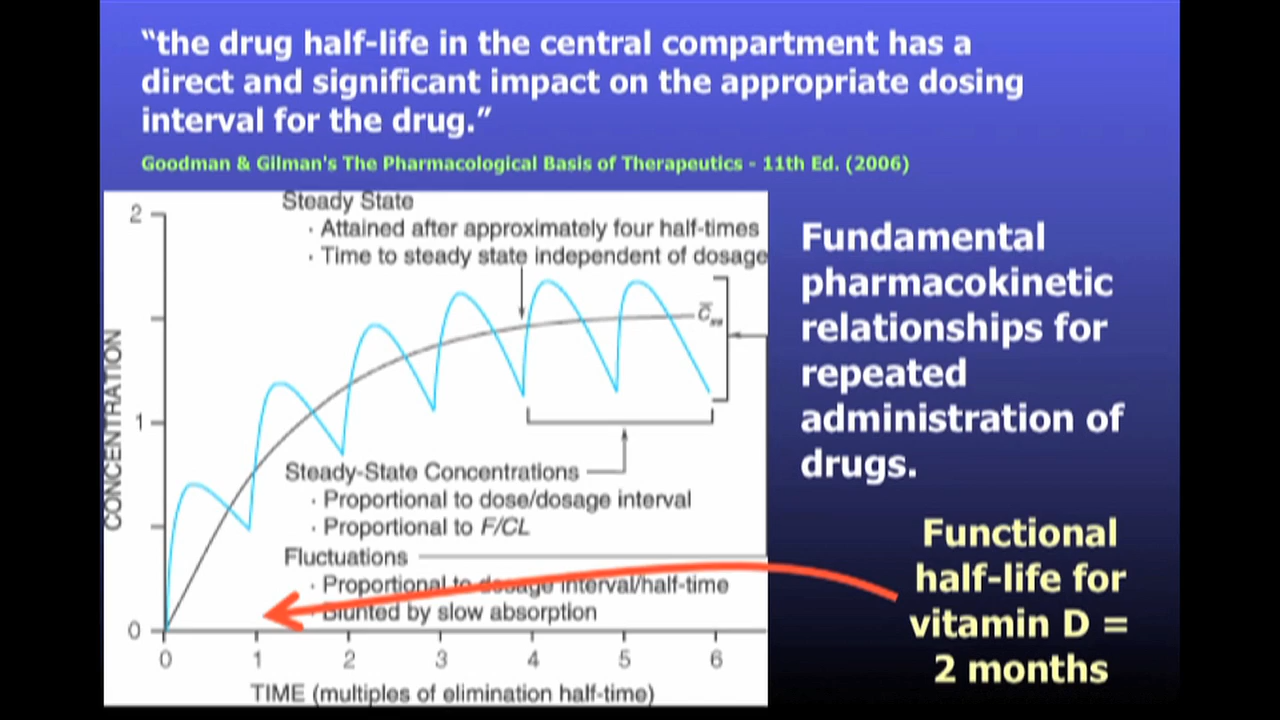 “the drug half-life in the central compartment has a
direct and significant impact on the appropriate dosing
interval for the drug.”
Goodman & Gilman's The Pharmacological Basis of Therapeutics - 11th Ed. (2006)
Steady State
· Attained after approximately four half-times
· Time to steady state independent of dosage
2
1
0
CONCENTRATION
Steady-State Concentrations
· Proportional to dose/dosage interval
· Proportional to F/CL
Fluctuations
· Proportional to dosage interval/half-time
· Blunted by slow absorption
0 1 2 3 4 5 6
TIME (multiples of elimination half-time)
Fundamental
pharmacokinetic
relationships for
repeated
administration of
drugs.
Functional
half-life for
vitamin D =
2 months